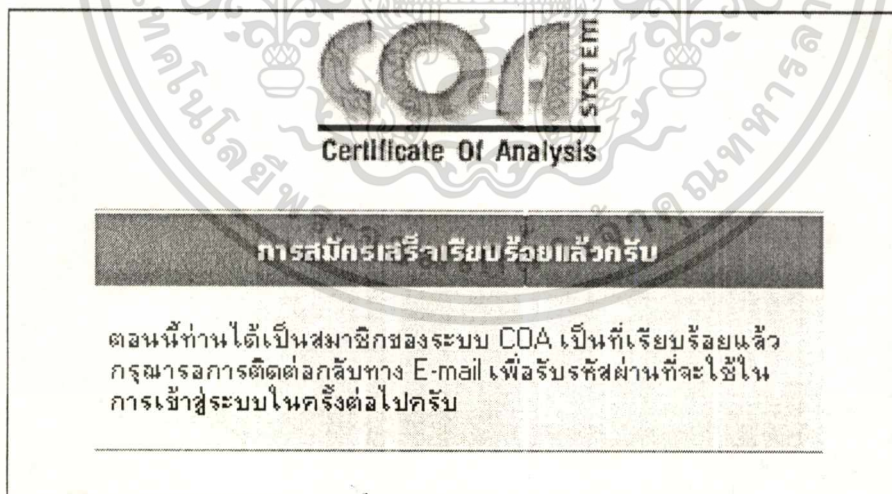 COA SYSTEM
Certificate Of Analysis
การสมัครเสร็จเรียบร้อยแล้วครับ
ตอนนี้ท่านได้เป็นสมาชิกของระบบ COA เป็นที่เรียบร้อยแล้ว
กรุณารอการติดต่อกลับทาง E-mail เพื่อรับรหัสผ่านที่จะใช้ใน
การเข้าสู่ระบบในครั้งต่อไปครับ